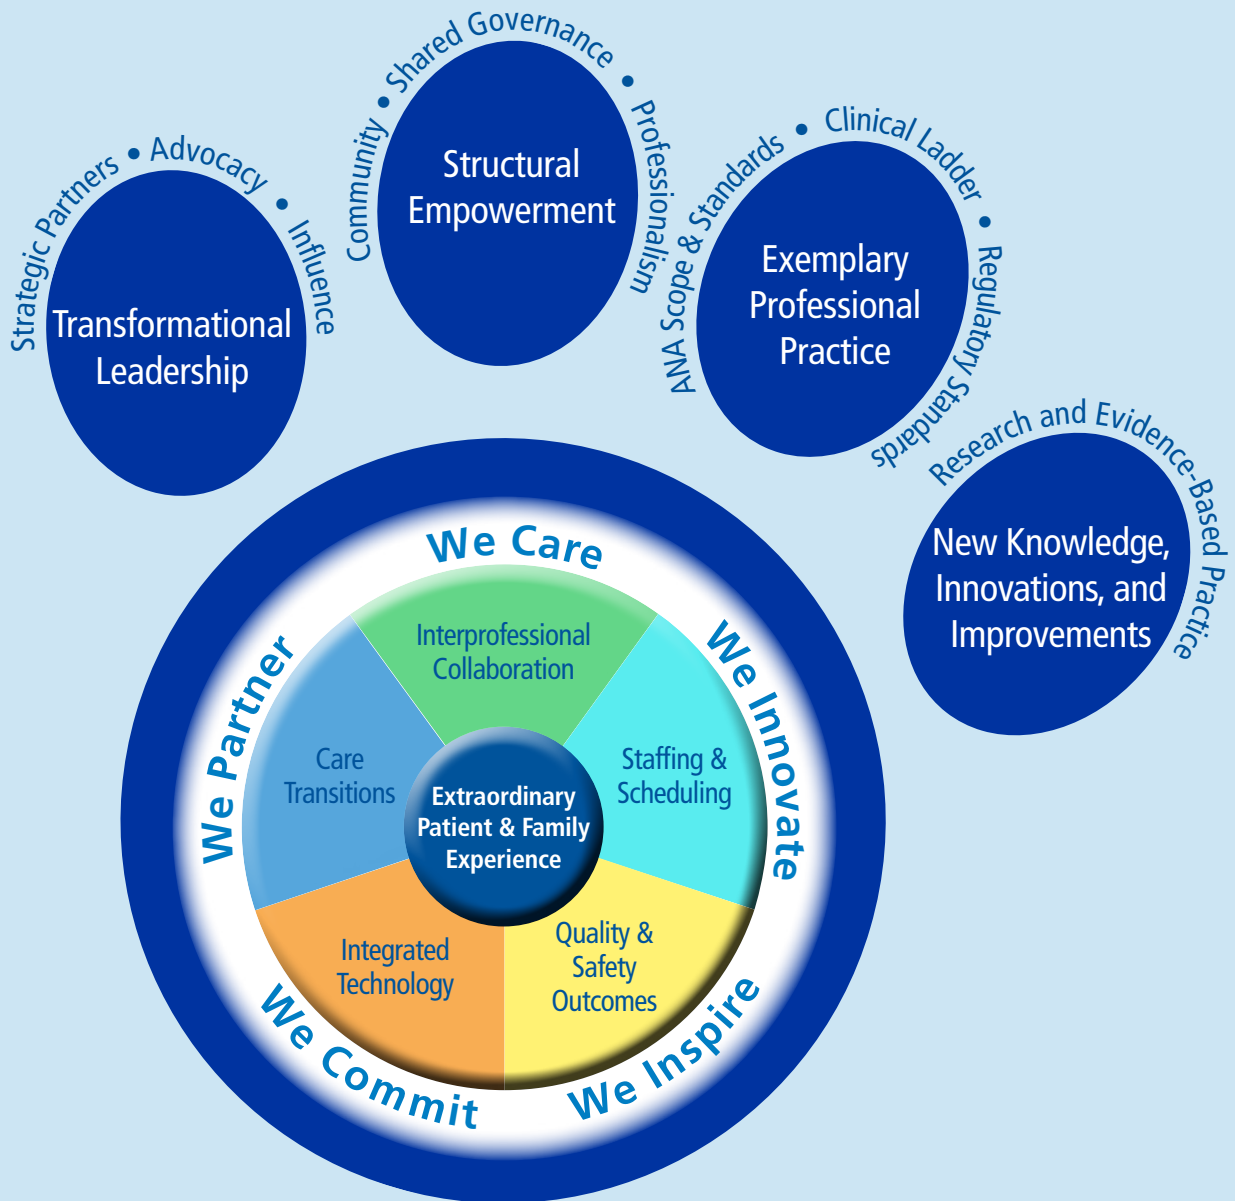 Strategic Partners • Advocacy • Influence
Transformational
Leadership
Community • Shared Governance • Professionalism
Structural
Empowerment
ANA Scope & Standards • Clinical Ladder • Regulatory Standards
Exemplary
Professional
Practice
Research and Evidence-Based Practice
New Knowledge,
Innovations, and
Improvements
We Care
We Innovate
We Inspire
We Commit
We Partner
Interprofessional
Collaboration
Staffing &
Scheduling
Quality &
Safety
Outcomes
Integrated
Technology
Care
Transitions
Extraordinary
Patient & Family
Experience